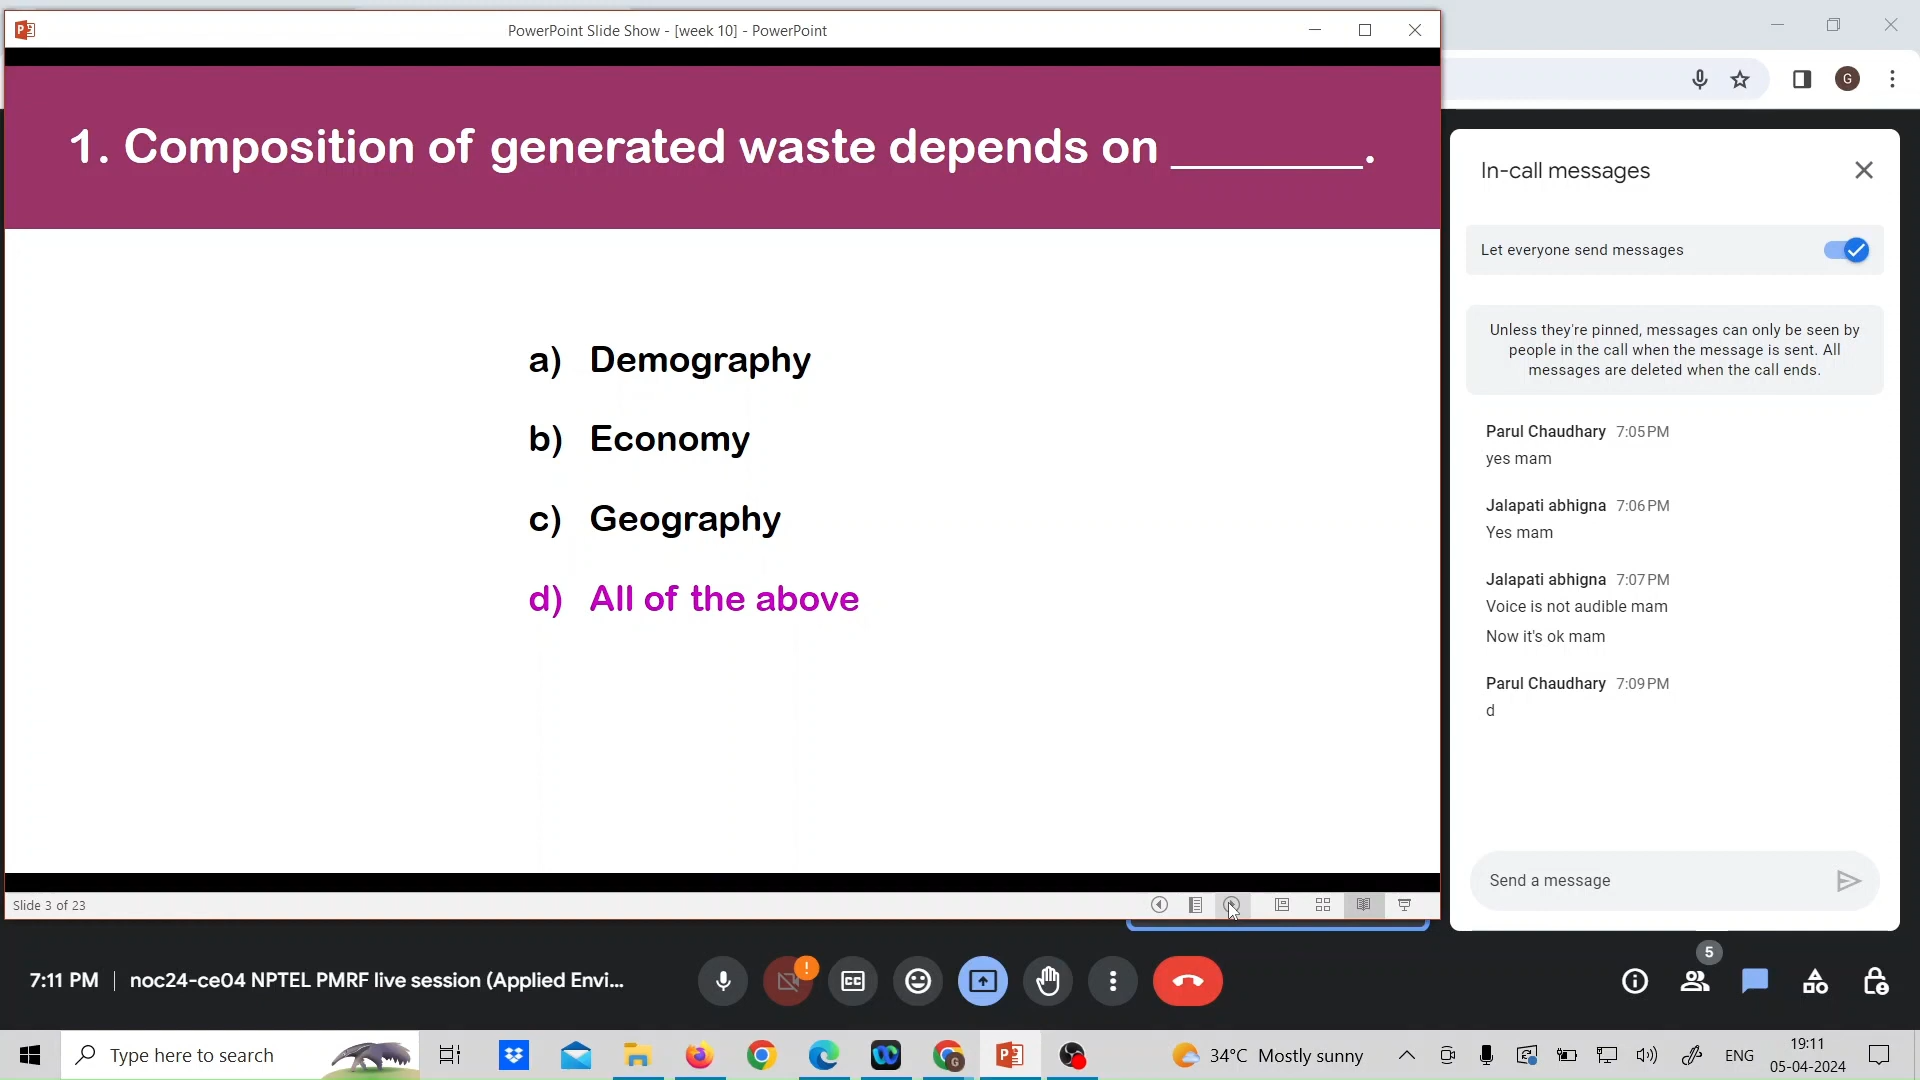 PowerPoint Slide Show - [week 10] - PowerPoint
1. Composition of generated waste depends on ________.
a) Demography
b) Economy
c) Geography
d) All of the above
Slide 3 of 23
G
In-call messages
Let everyone send messages
Unless they're pinned, messages can only be seen by
people in the call when the message is sent. All
messages are deleted when the call ends.
Parul Chaudhary 7:05 PM
yes mam
Jalapati abhigna 7:06 PM
Yes mam
Jalapati abhigna 7:07 PM
Voice is not audible mam
Now it's ok mam
Parul Chaudhary 7:09 PM
d
Send a message
7:11 PM | noc24-ce04 NPTEL PMRF live session (Applied Envi...
5
Type here to search
34°C Mostly sunny
ENG
19:11
05-04-2024